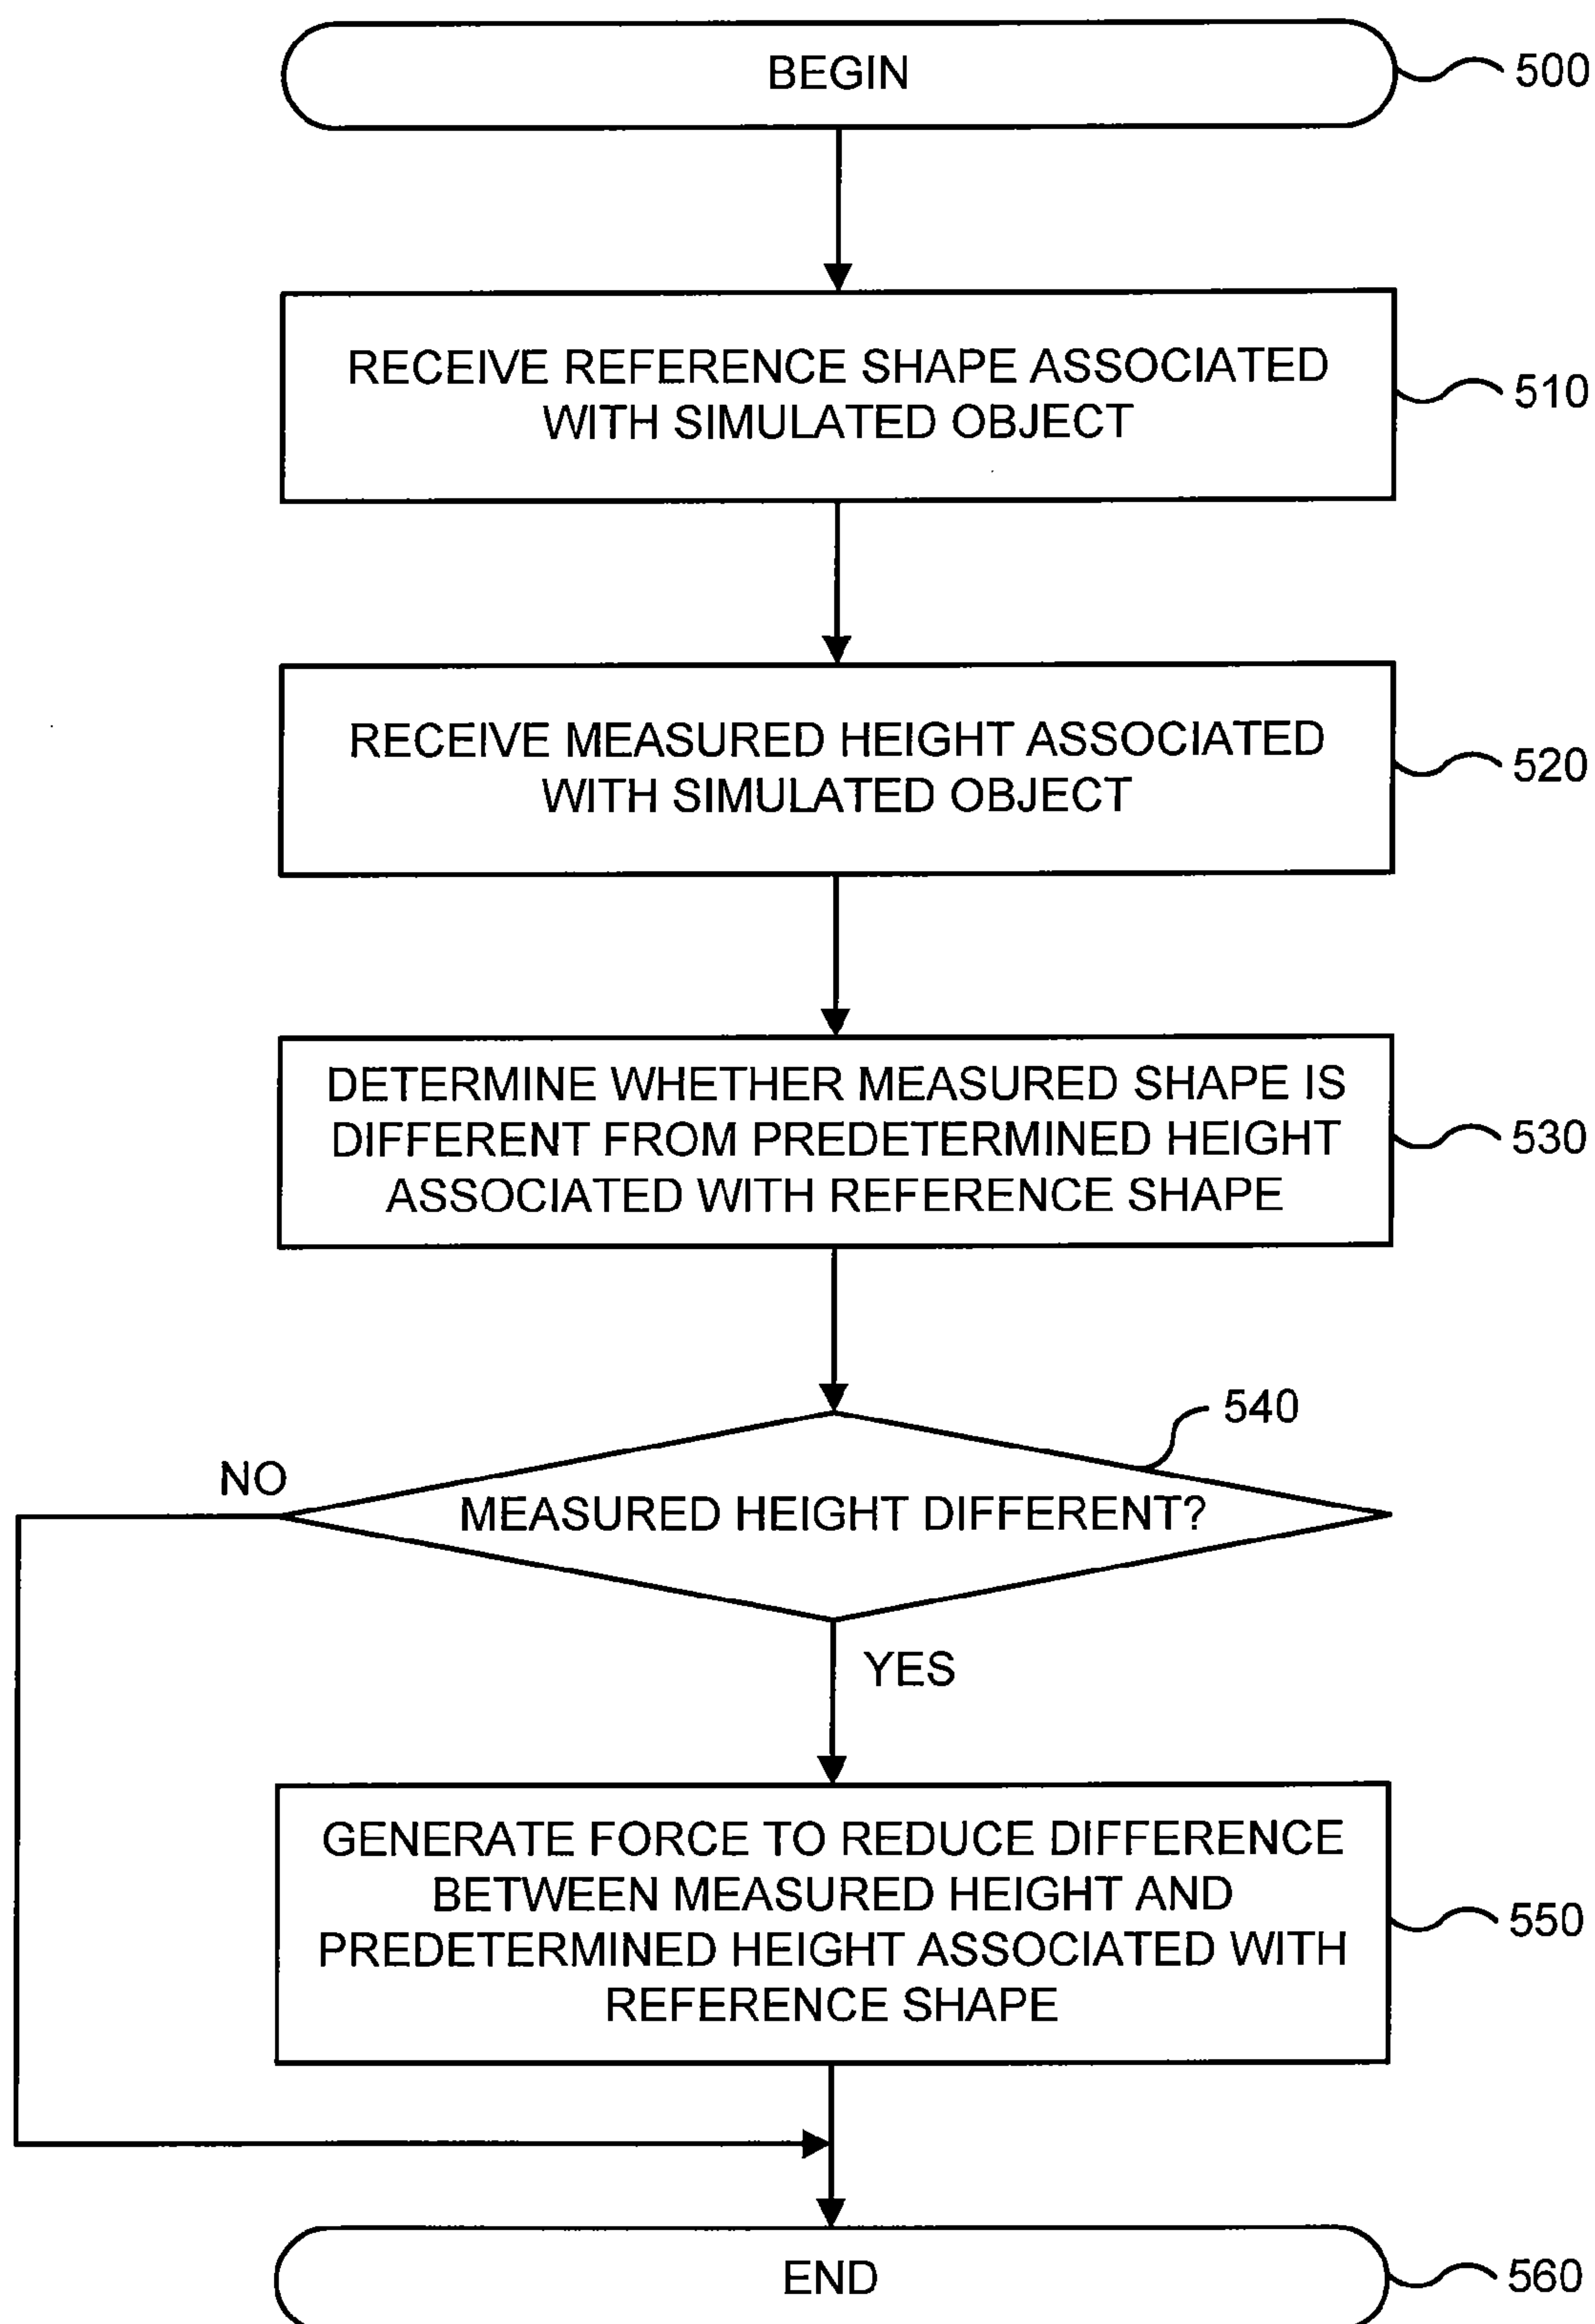 BEGIN
500
RECEIVE REFERENCE SHAPE ASSOCIATED
WITH SIMULATED OBJECT
510
RECEIVE MEASURED HEIGHT ASSOCIATED
WITH SIMULATED OBJECT
520
DETERMINE WHETHER MEASURED SHAPE IS
DIFFERENT FROM PREDETERMINED HEIGHT
ASSOCIATED WITH REFERENCE SHAPE
530
540
NO
MEASURED HEIGHT DIFFERENT?
YES
GENERATE FORCE TO REDUCE DIFFERENCE
BETWEEN MEASURED HEIGHT AND
PREDETERMINED HEIGHT ASSOCIATED WITH
REFERENCE SHAPE
550
END
560